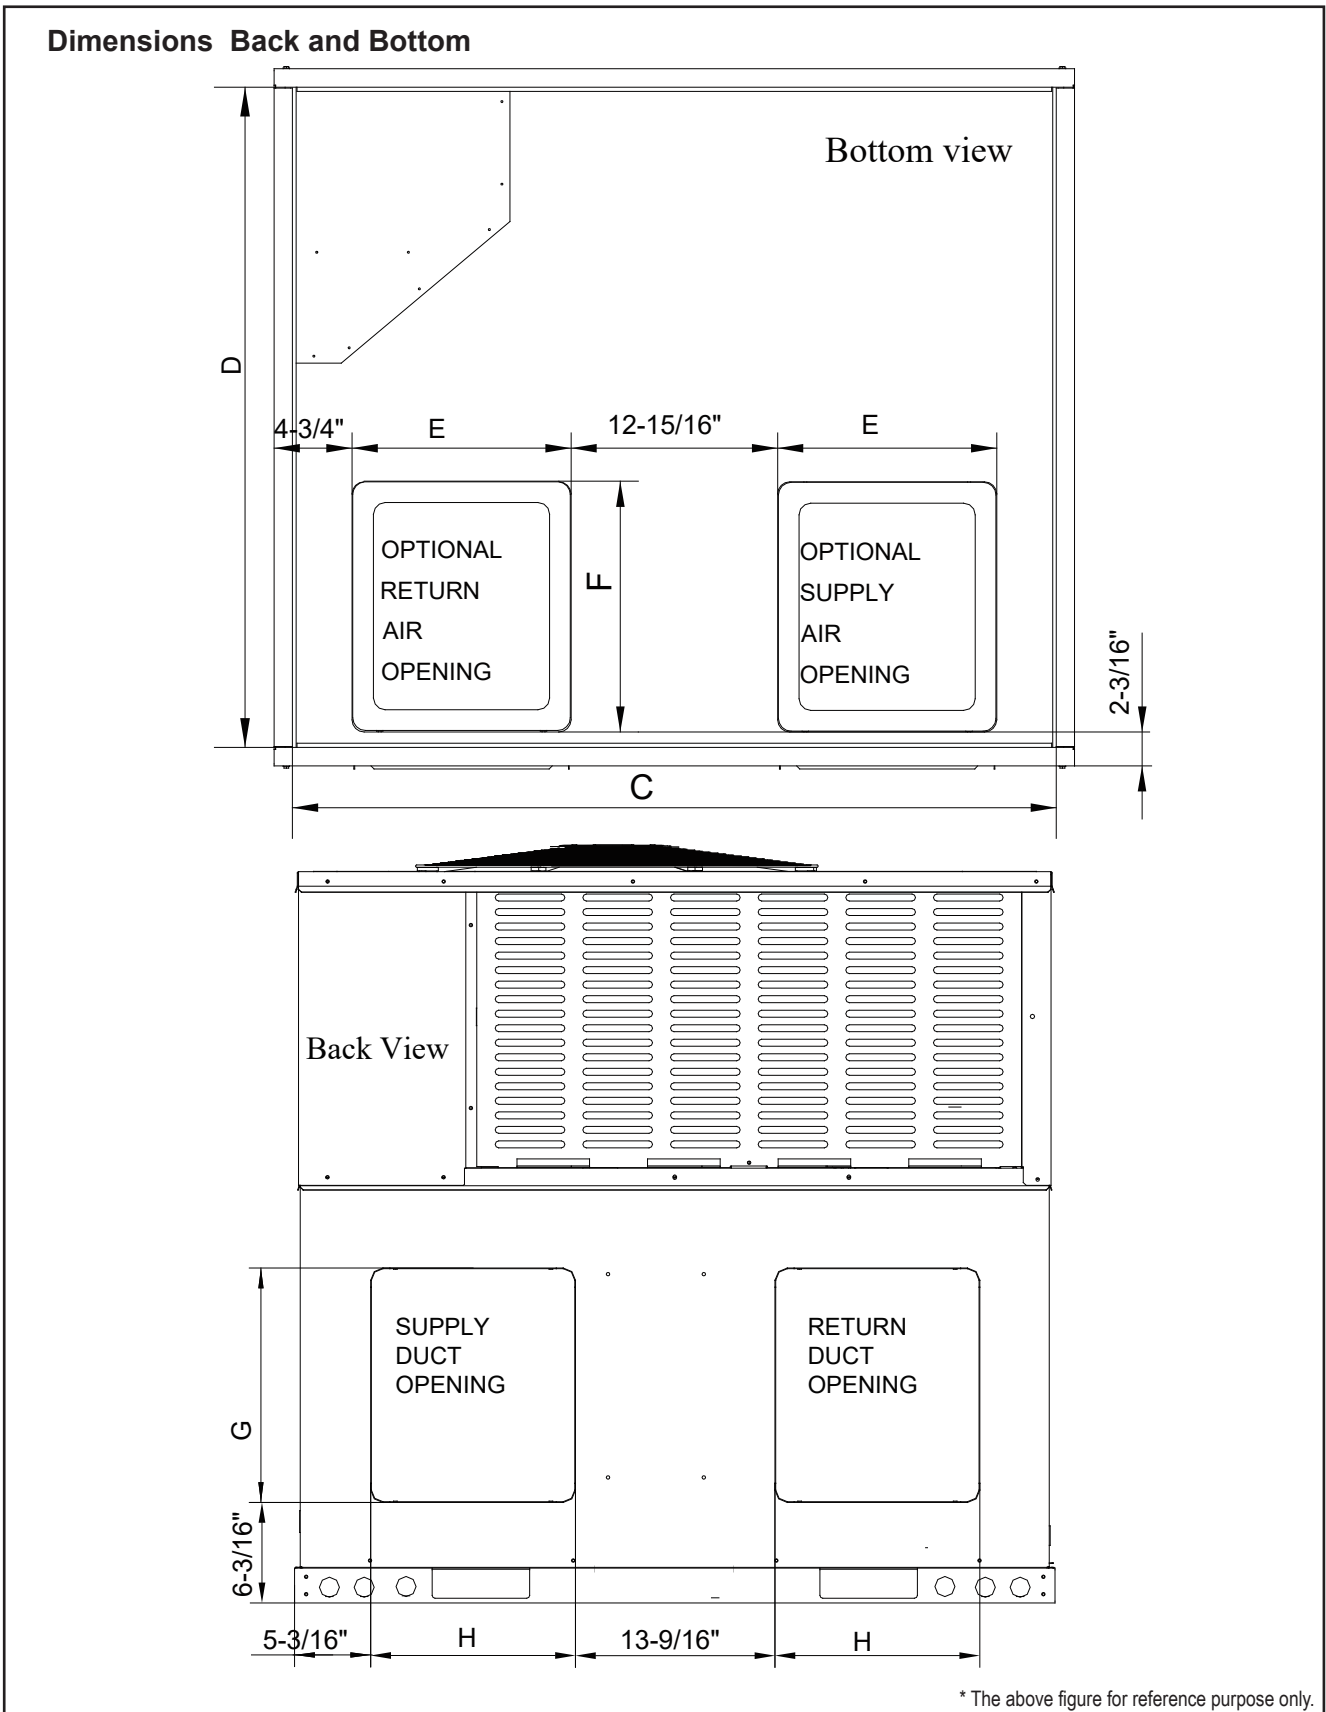 Dimensions  Back and Bottom
Bottom view
D
4-3/4"
E
12-15/16"
E
OPTIONAL
RETURN
AIR
OPENING
F
OPTIONAL
SUPPLY
AIR
OPENING
2-3/16"
C
Back View
SUPPLY
DUCT
OPENING
RETURN
DUCT
OPENING
G
6-3/16"
5-3/16"
H
13-9/16"
H
* The above figure for reference purpose only.